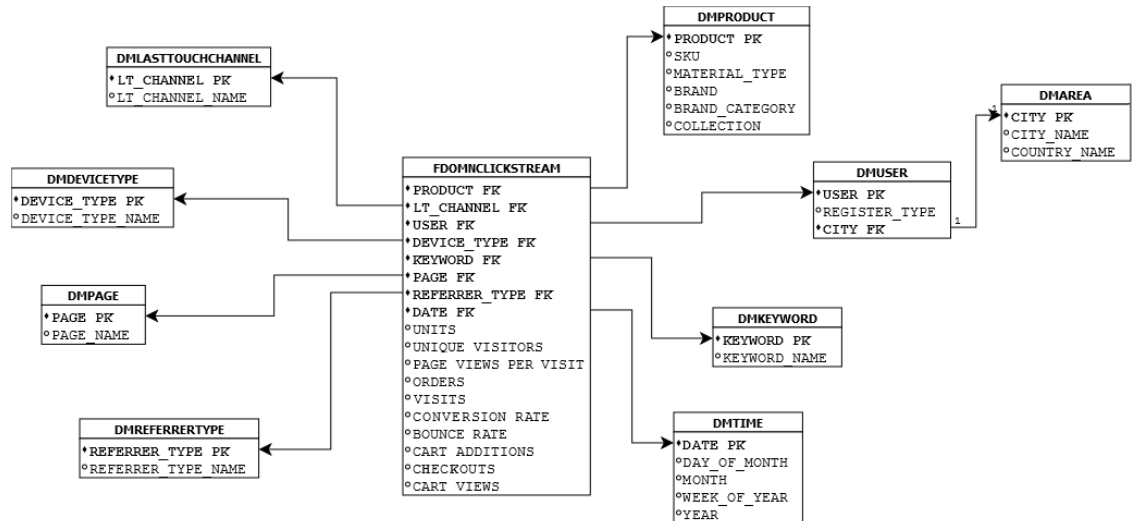 DMPRODUCT
PRODUCT PK
SKU
MATERIAL_TYPE
BRAND
BRAND_CATEGORY
COLLECTION
DMLASTTOUCHCHANNEL
LT_CHANNEL PK
LT_CHANNEL_NAME
DMAREA
CITY PK
CITY_NAME
COUNTRY_NAME
1
DMDEVICETYPE
DEVICE_TYPE PK
DEVICE_TYPE_NAME
FDOMNCLICKSTREAM
PRODUCT FK
LT_CHANNEL FK
USER FK
DEVICE_TYPE FK
KEYWORD FK
PAGE FK
REFERRER_TYPE FK
DATE FK
UNITS
UNIQUE VISITORS
PAGE VIEWS PER VISIT
ORDERS
VISITS
CONVERSION RATE
BOUNCE RATE
CART ADDITIONS
CHECKOUTS
CART VIEWS
DMUSER
USER PK
REGISTER_TYPE
CITY FK
1
DMPAGE
PAGE PK
PAGE_NAME
DMKEYWORD
KEYWORD PK
KEYWORD_NAME
DMREFERRERTYPE
REFERRER_TYPE PK
REFERRER_TYPE_NAME
DMTIME
DATE PK
DAY_OF_MONTH
MONTH
WEEK_OF_YEAR
YEAR